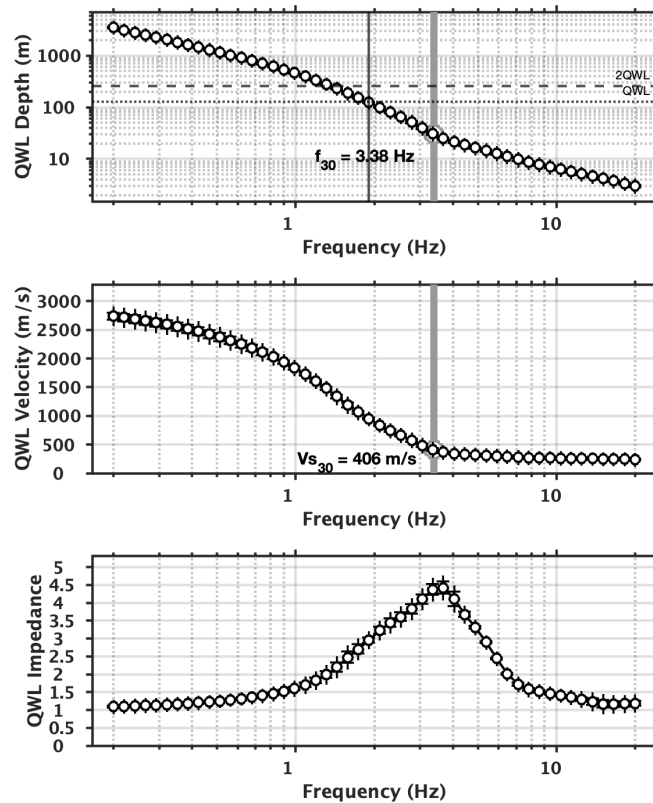 1000
100
10
QWL Depth (m)
2QWL
QWL
f30 = 3.38 Hz
1
10
Frequency (Hz)
3000
2500
2000
1500
1000
500
0
QWL Velocity (m/s)
Vs30 = 406 m/s
1
10
Frequency (Hz)
5
4.5
4
3.5
3
2.5
2
1.5
1
0.5
0
QWL Impedance
1
10
Frequency (Hz)